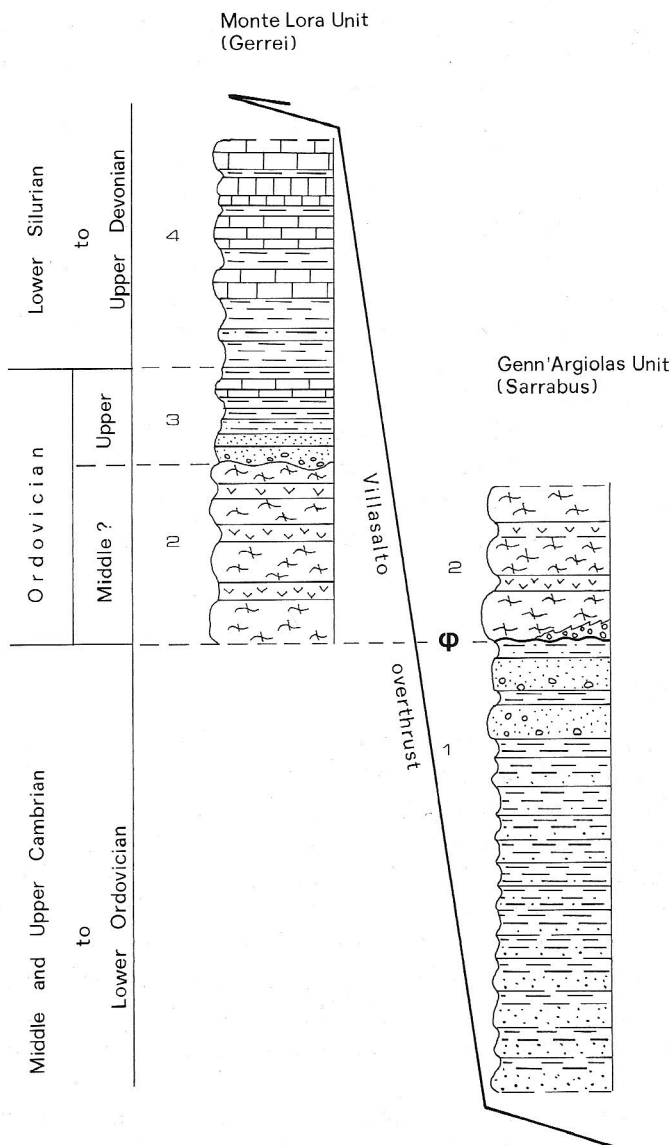 Monte Lora Unit
(Gerrei)
Lower Silurian
to
Upper Devonian
4
Ordovician
Upper
3
Middle ?
2
Genn'Argiolas Unit
(Sarrabus)
Villasalto
overthrust
2
φ
1
Middle and Upper Cambrian
to
Lower Ordovician